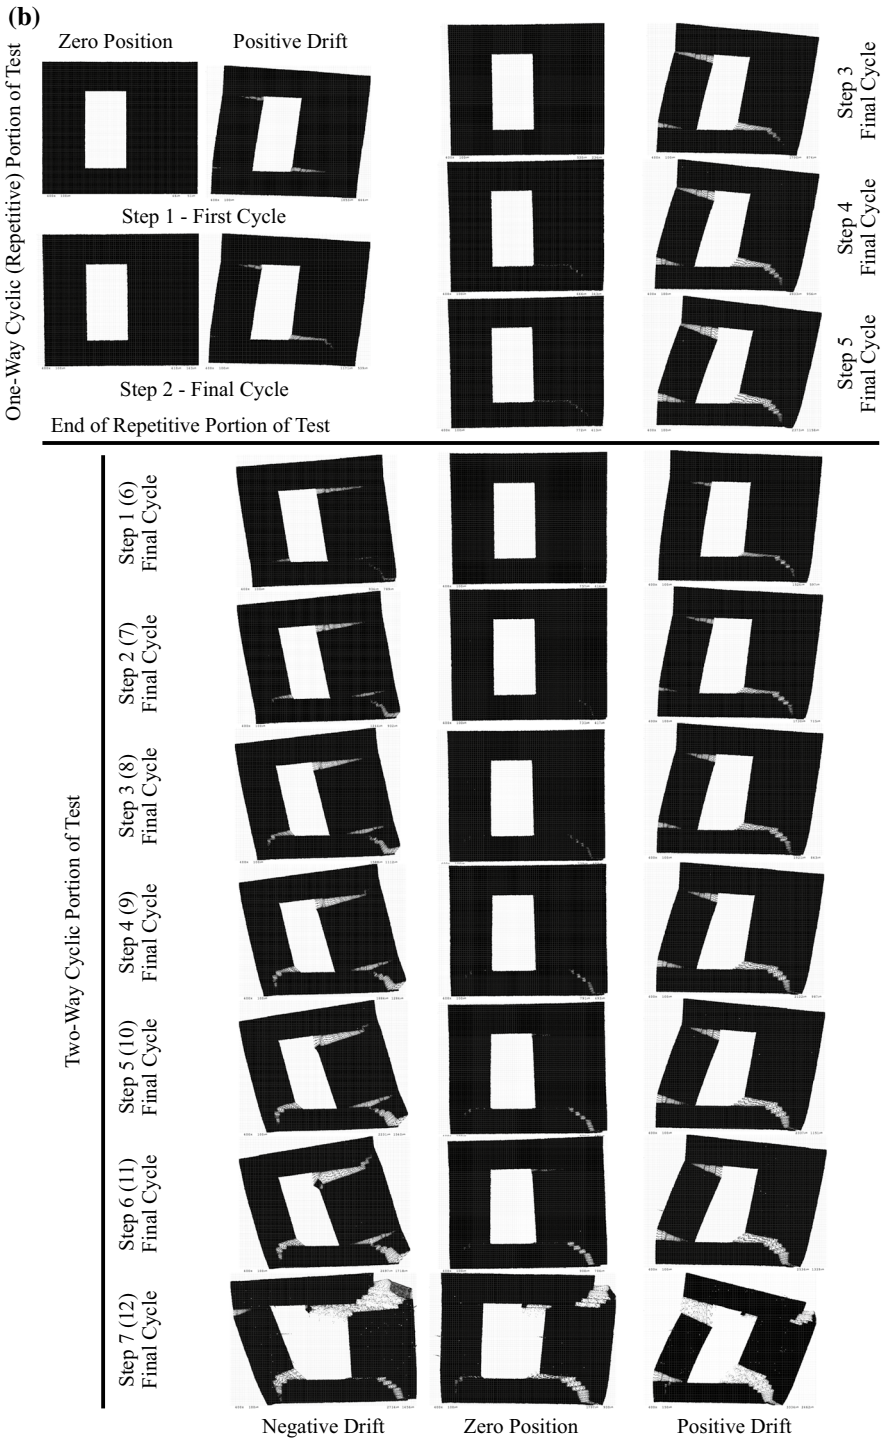 (b)
One-Way Cyclic (Repetitive) Portion of Test
Zero Position
Positive Drift
Step 1 - First Cycle
Step 2 - Final Cycle
End of Repetitive Portion of Test
Step 3
Final Cycle
Step 4
Final Cycle
Step 5
Final Cycle
Two-Way Cyclic Portion of Test
Step 1 (6)
Final Cycle
Step 2 (7)
Final Cycle
Step 3 (8)
Final Cycle
Step 4 (9)
Final Cycle
Step 5 (10)
Final Cycle
Step 6 (11)
Final Cycle
Step 7 (12)
Final Cycle
Negative Drift
Zero Position
Positive Drift